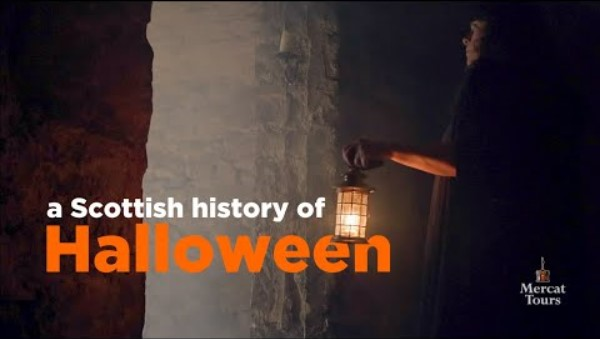 a Scottish history of
Halloween
Mercat
Tours